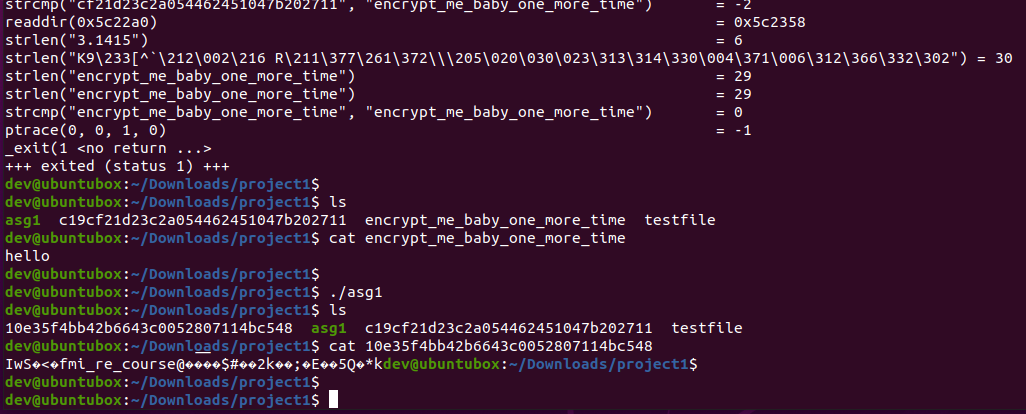 strcmp("cf21d23c2a054462451047b202711", "encrypt_me_baby_one_more_time") = -2
readdir(0x5c22a0) = 0x5c2358
strlen("3.1415") = 6
strlen("K9\233[^`\212\002\216 R\211\377\261\372\\\205\020\030\023\313\314\330\004\371\006\312\366\332\302") = 30
strlen("encrypt_me_baby_one_more_time") = 29
strlen("encrypt_me_baby_one_more_time") = 29
strcmp("encrypt_me_baby_one_more_time", "encrypt_me_baby_one_more_time") = 0
ptrace(0, 0, 1, 0) = -1
_exit(1 <no return ...>
+++ exited (status 1) +++
dev@ubuntubox:~/Downloads/project1$
dev@ubuntubox:~/Downloads/project1$ ls
asg1 c19cf21d23c2a054462451047b202711 encrypt_me_baby_one_more_time testfile
dev@ubuntubox:~/Downloads/project1$ cat encrypt_me_baby_one_more_time
hello
dev@ubuntubox:~/Downloads/project1$
dev@ubuntubox:~/Downloads/project1$ ./asg1
dev@ubuntubox:~/Downloads/project1$ ls
10e35f4bb42b6643c0052807114bc548 asg1 c19cf21d23c2a054462451047b202711 testfile
dev@ubuntubox:~/Downloads/project1$ cat 10e35f4bb42b6643c0052807114bc548
IwS�<�fmi_re_course@����$#��2k��;�E��5Q�*kdev@ubuntubox:~/Downloads/project1$
dev@ubuntubox:~/Downloads/project1$
dev@ubuntubox:~/Downloads/project1$